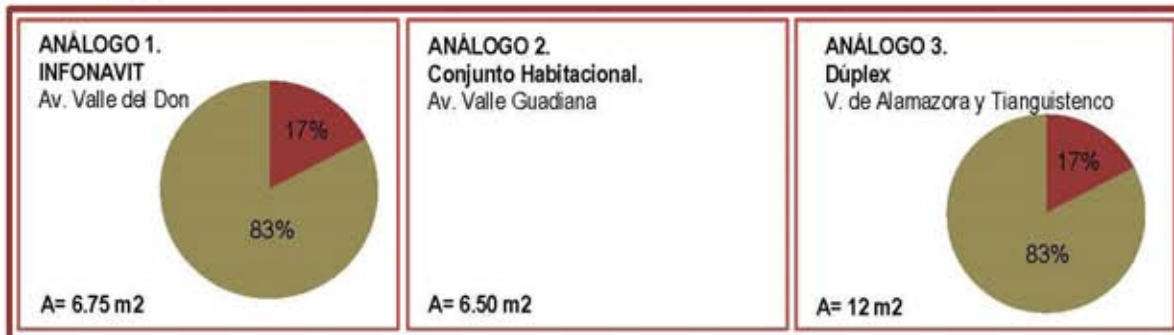 ANÁLOGO 1.
INFONAVIT
Av. Valle del Don
17%
83%
A= 6.75 m2
ANÁLOGO 2.
Conjunto Habitacional.
Av. Valle Guadiana
A= 6.50 m2
ANÁLOGO 3.
Dúplex
V. de Alamazora y Tianguistenco
17%
83%
A= 12 m2